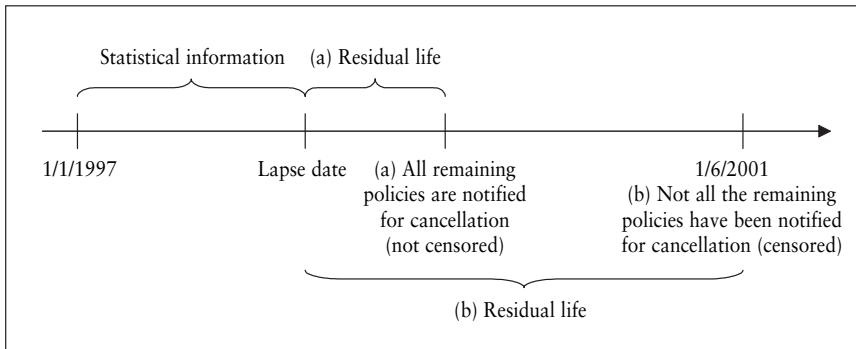 Statistical information (a) Residual life
1/1/1997 Lapse date (a) All remaining
policies are notified
for cancellation
(not censored)
1/6/2001
(b) Not all the remaining
policies have been notified
for cancellation (censored)
(b) Residual life